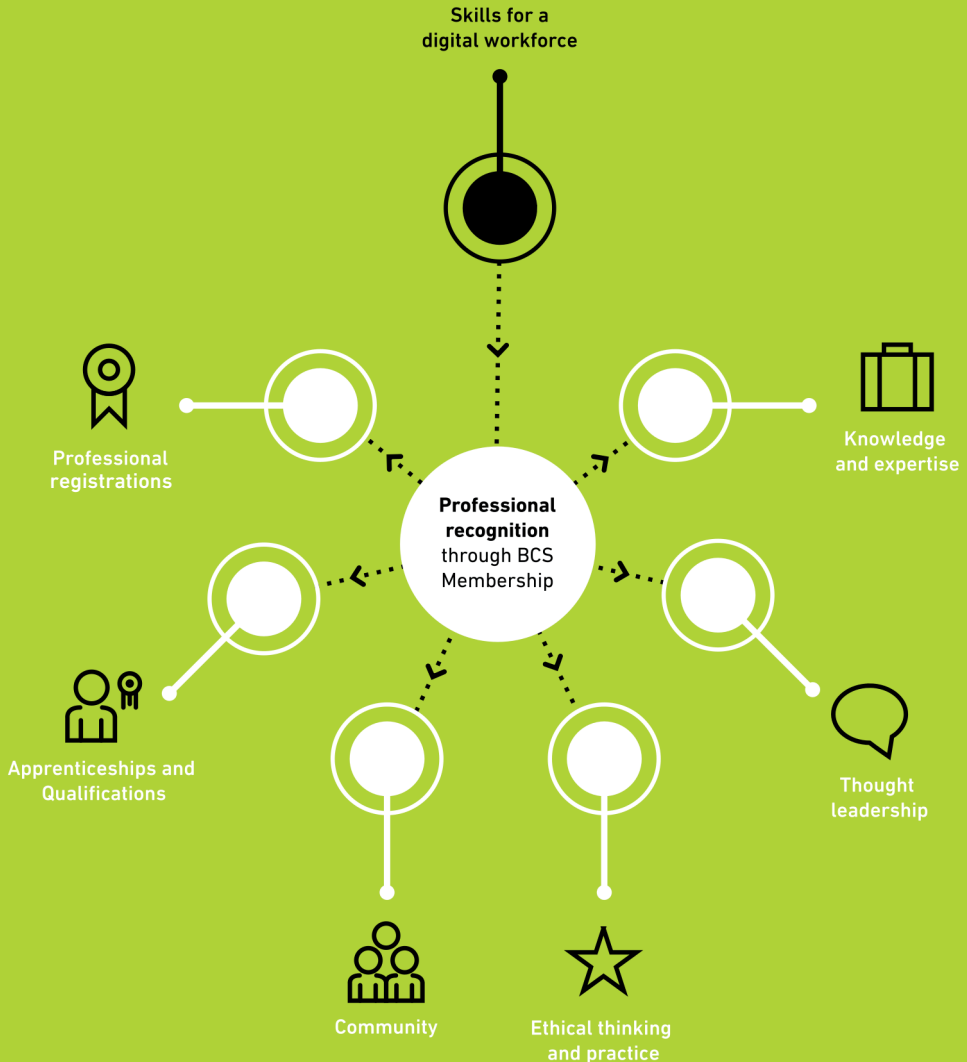 Skills for a
digital workforce
Professional
registrations
Knowledge
and expertise
Professional
recognition
through BCS
Membership
Apprenticeships and
Qualifications
Thought
leadership
Community
Ethical thinking
and practice